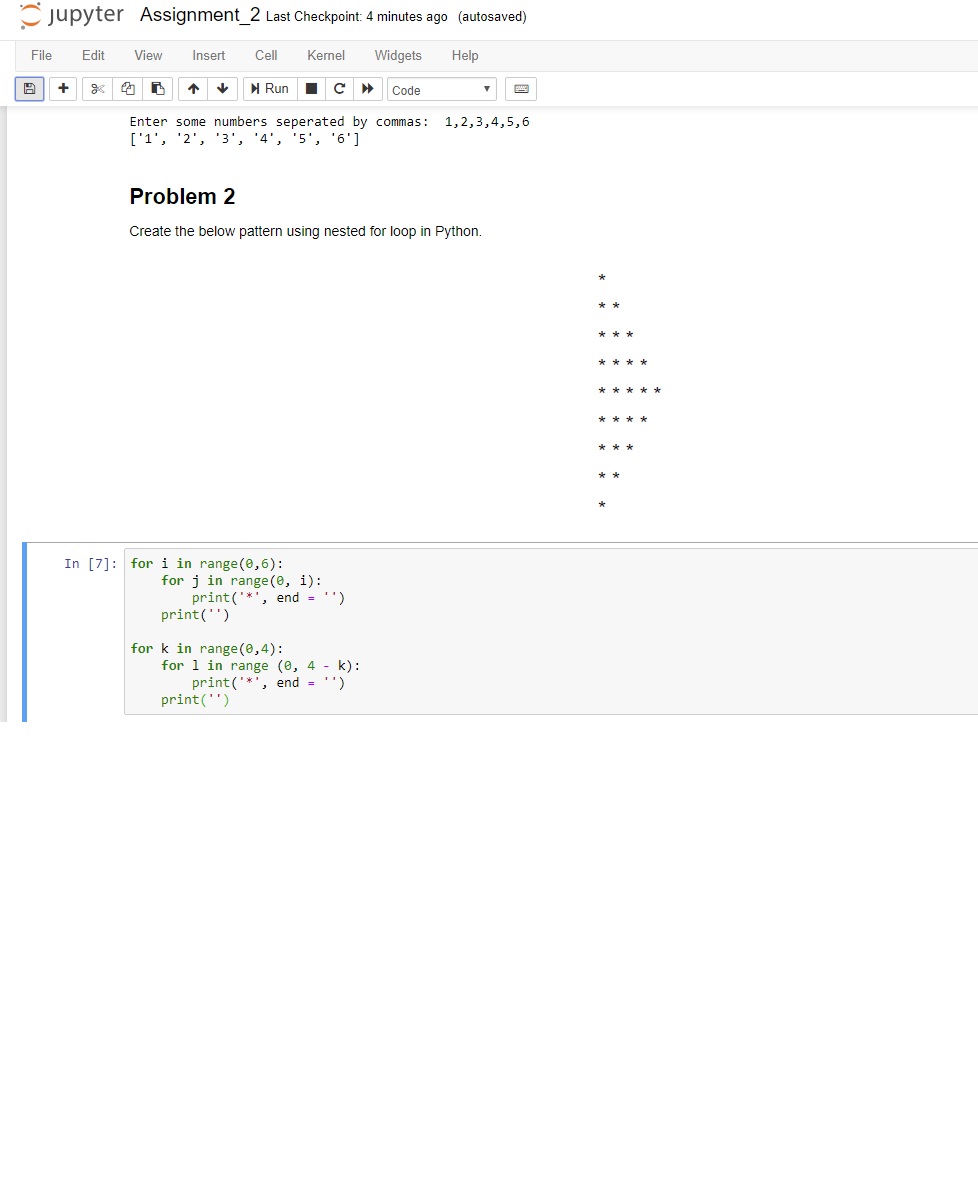 jupyter Assignment_2 Last Checkpoint: 4 minutes ago (autosaved)
File Edit View Insert Cell Kernel Widgets Help
Run Code
Enter some numbers seperated by commas:  1,2,3,4,5,6
['1', '2', '3', '4', '5', '6']
Problem 2
Create the below pattern using nested for loop in Python.
*
* *
* * *
* * * *
* * * * *
* * * *
* * *
* *
*
In [7]: for i in range(0,6):
    for j in range(0, i):
        print('*', end = '')
    print('')
for k in range(0,4):
    for l in range (0, 4 - k):
        print('*', end = '')
    print('')